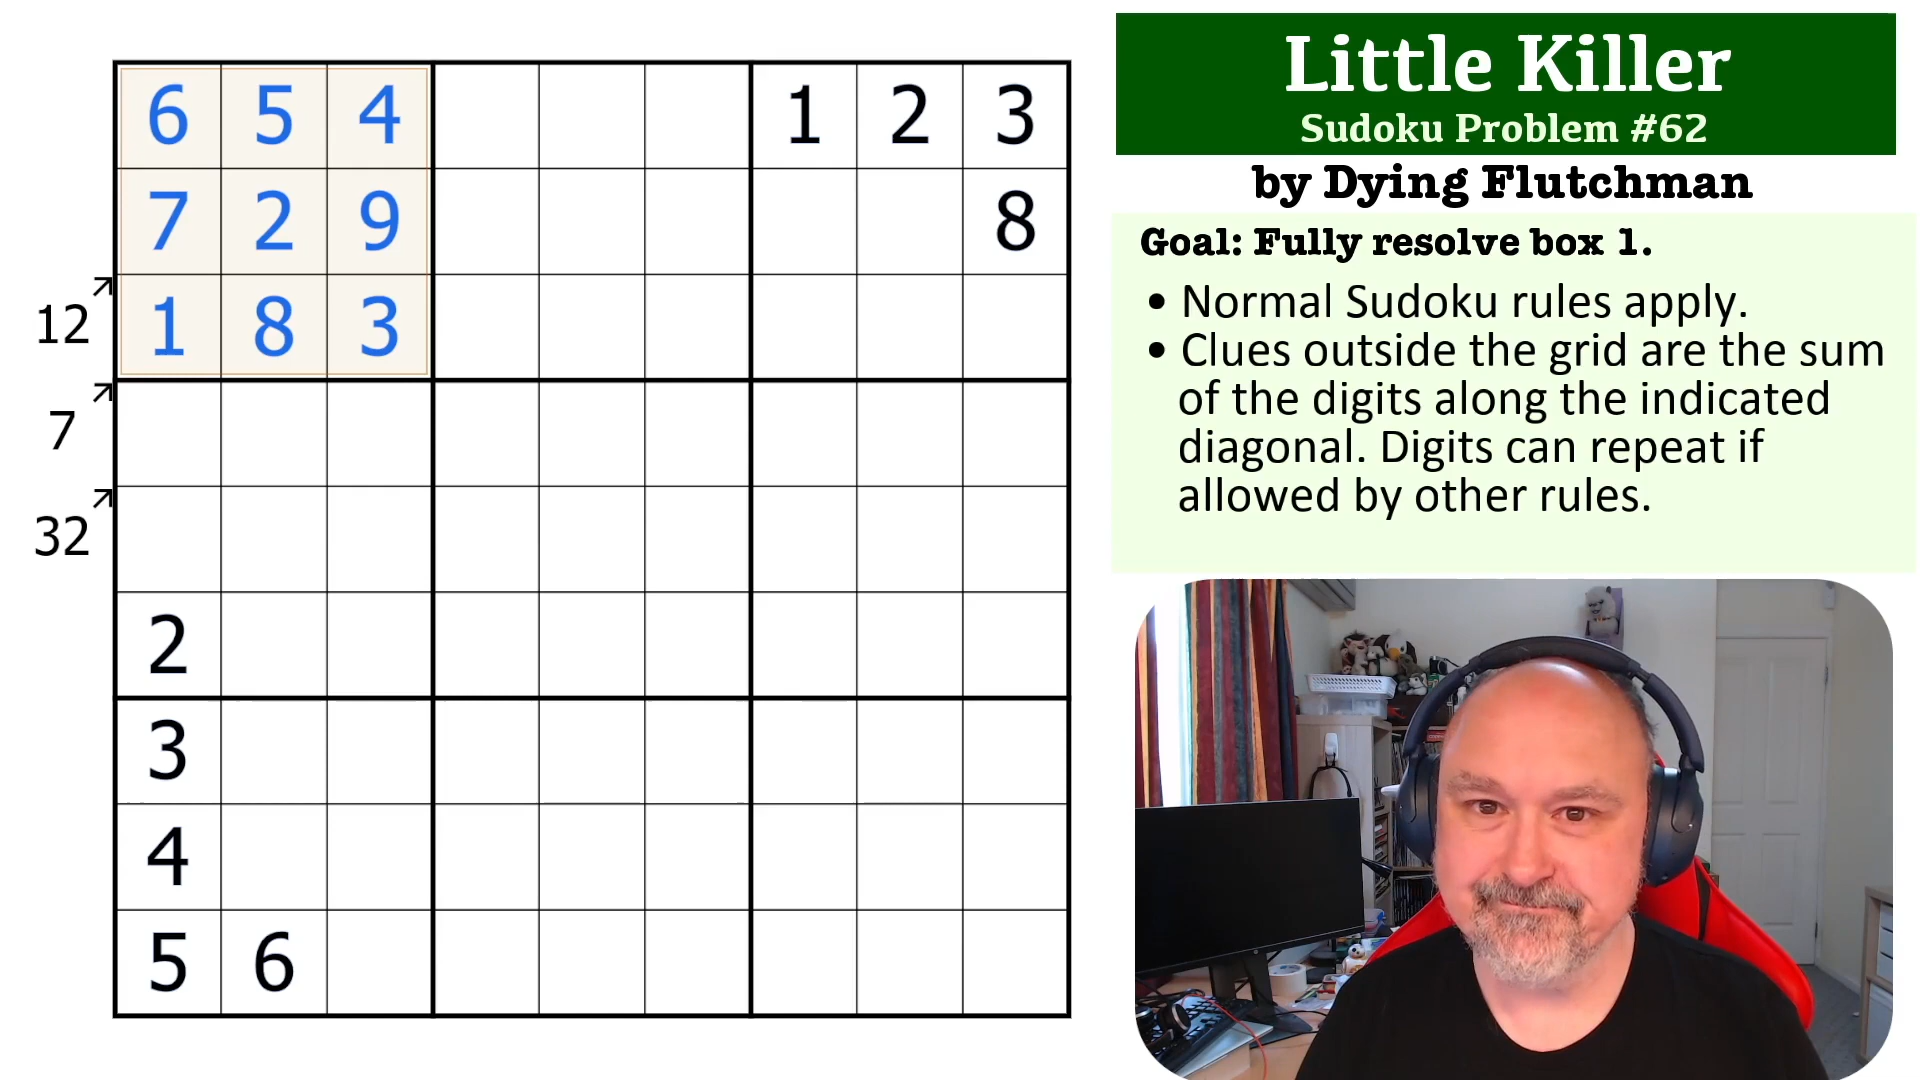 Little Killer
Sudoku Problem #62
by Dying Flutchman
Goal: Fully resolve box 1.
• Normal Sudoku rules apply.
• Clues outside the grid are the sum
of the digits along the indicated
diagonal. Digits can repeat if
allowed by other rules.
6 5 4 1 2 3
7 2 9 8
12 1 8 3
7
32
2
3
4
5 6